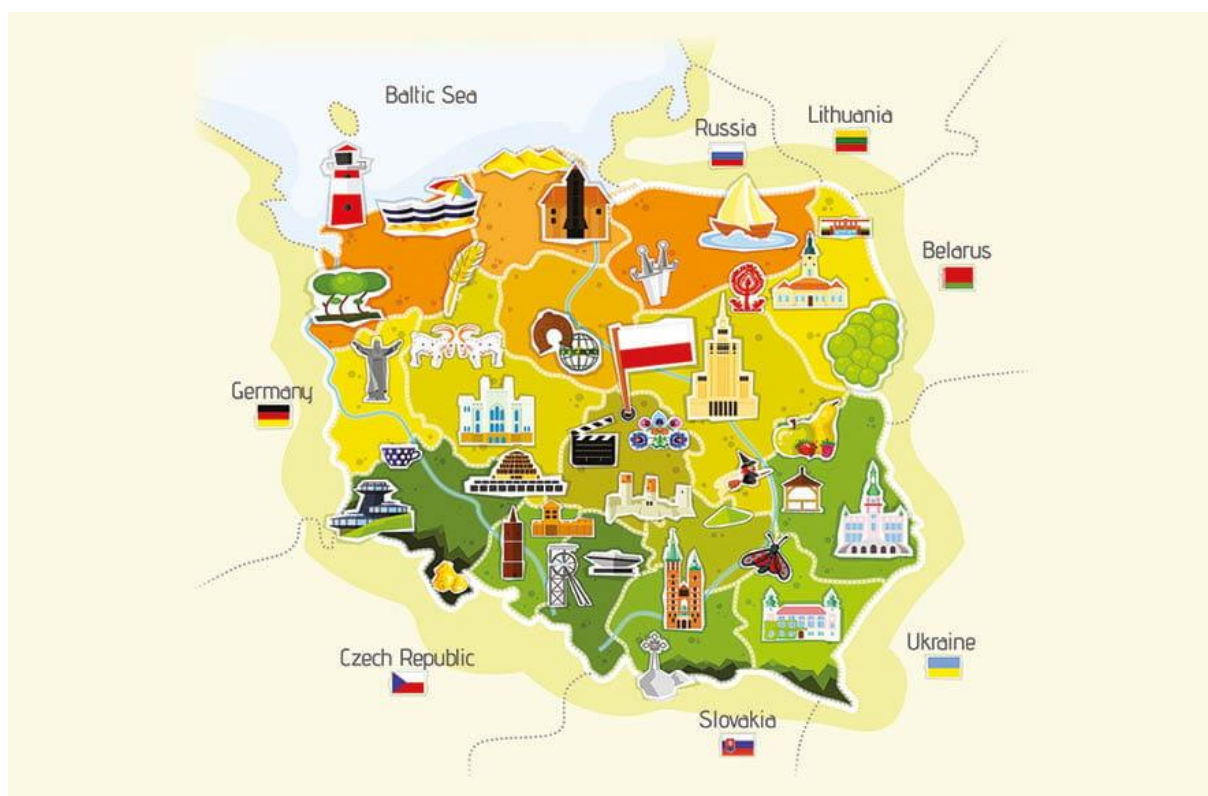 Baltic Sea
Lithuania
Russia
Belarus
Germany
Ukraine
Czech Republic
Slovakia